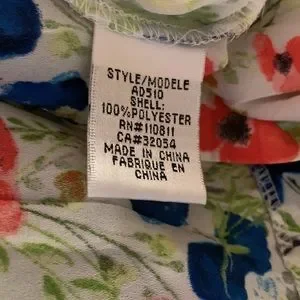 STYLE/MODELE
AD510
SHELL:
100%POLYESTER
RN#110811
CA#32054
MADE IN CHINA
FABRIQUE EN
CHINA